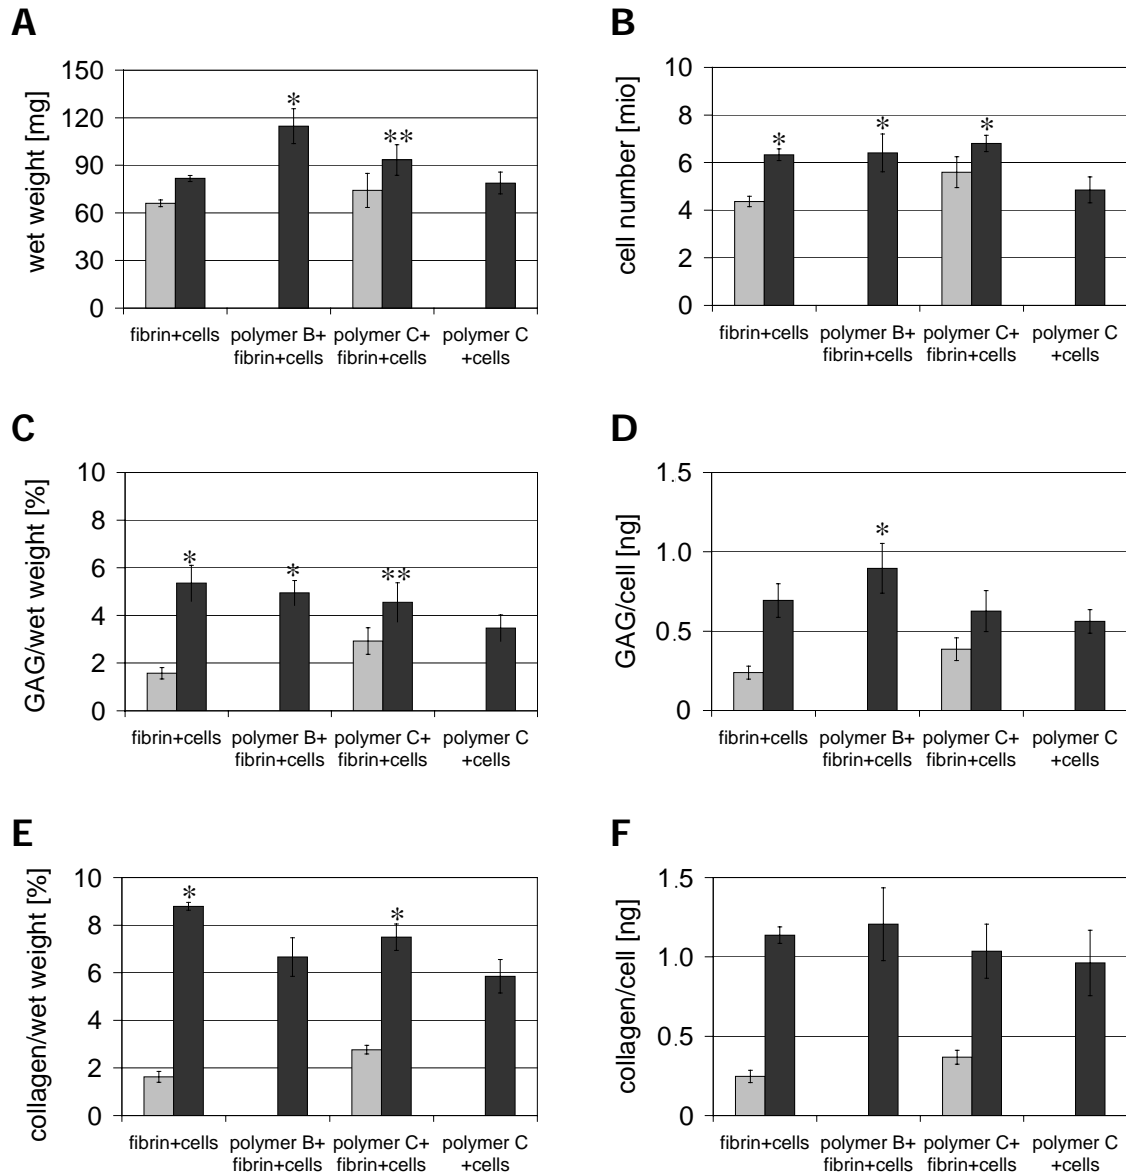 A
wet weight [mg]
150
120
90
60
30
0
*
**
fibrin+cells
polymer B+
fibrin+cells
polymer C+
fibrin+cells
polymer C
+cells
B
cell number [mio]
10
8
6
4
2
0
*
*
*
fibrin+cells
polymer B+
fibrin+cells
polymer C+
fibrin+cells
polymer C
+cells
C
GAG/wet weight [%]
10
8
6
4
2
0
*
*
**
fibrin+cells
polymer B+
fibrin+cells
polymer C+
fibrin+cells
polymer C
+cells
D
GAG/cell [ng]
1.5
1.0
0.5
0
*
fibrin+cells
polymer B+
fibrin+cells
polymer C+
fibrin+cells
polymer C
+cells
E
collagen/wet weight [%]
10
8
6
4
2
0
*
*
fibrin+cells
polymer B+
fibrin+cells
polymer C+
fibrin+cells
polymer C
+cells
F
collagen/cell [ng]
1.5
1.0
0.5
0
fibrin+cells
polymer B+
fibrin+cells
polymer C+
fibrin+cells
polymer C
+cells